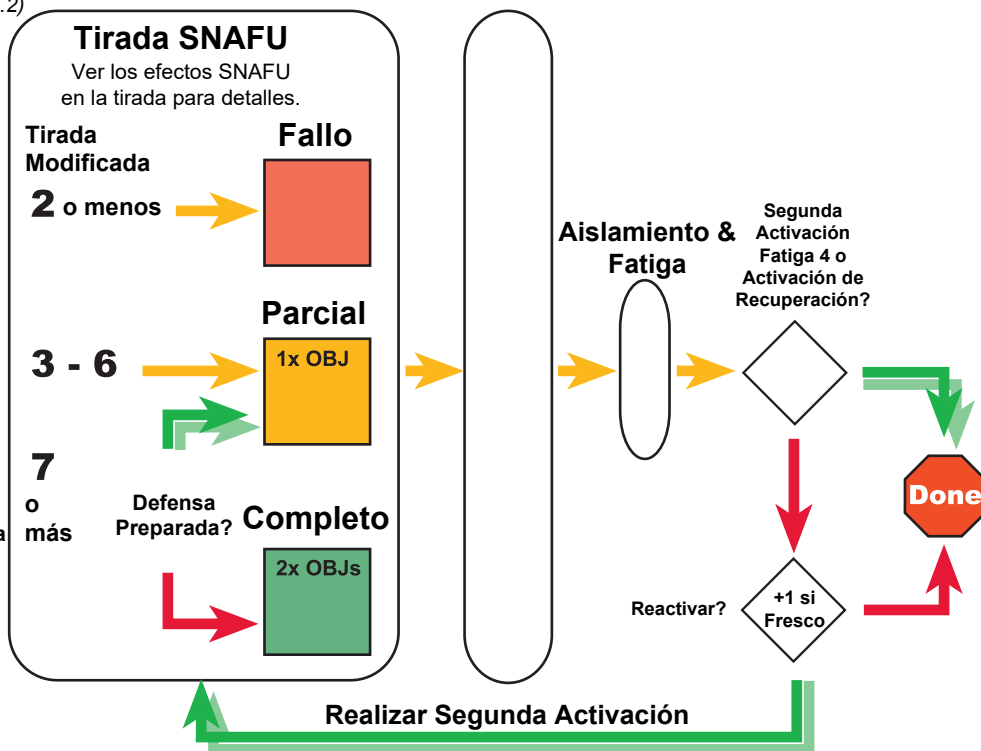 .2)
Tirada SNAFU
Ver los efectos SNAFU
en la tirada para detalles.
Tirada
Modificada
Fallo
2 o menos
Parcial
3 - 6
1x OBJ
7
o
más
a
Defensa
Preparada?
Completo
2x OBJs
Aislamiento &
Fatiga
Segunda
Activación
Fatiga 4 o
Activación de
Recuperación?
Done
Reactivar?
+1 si
Fresco
Realizar Segunda Activación